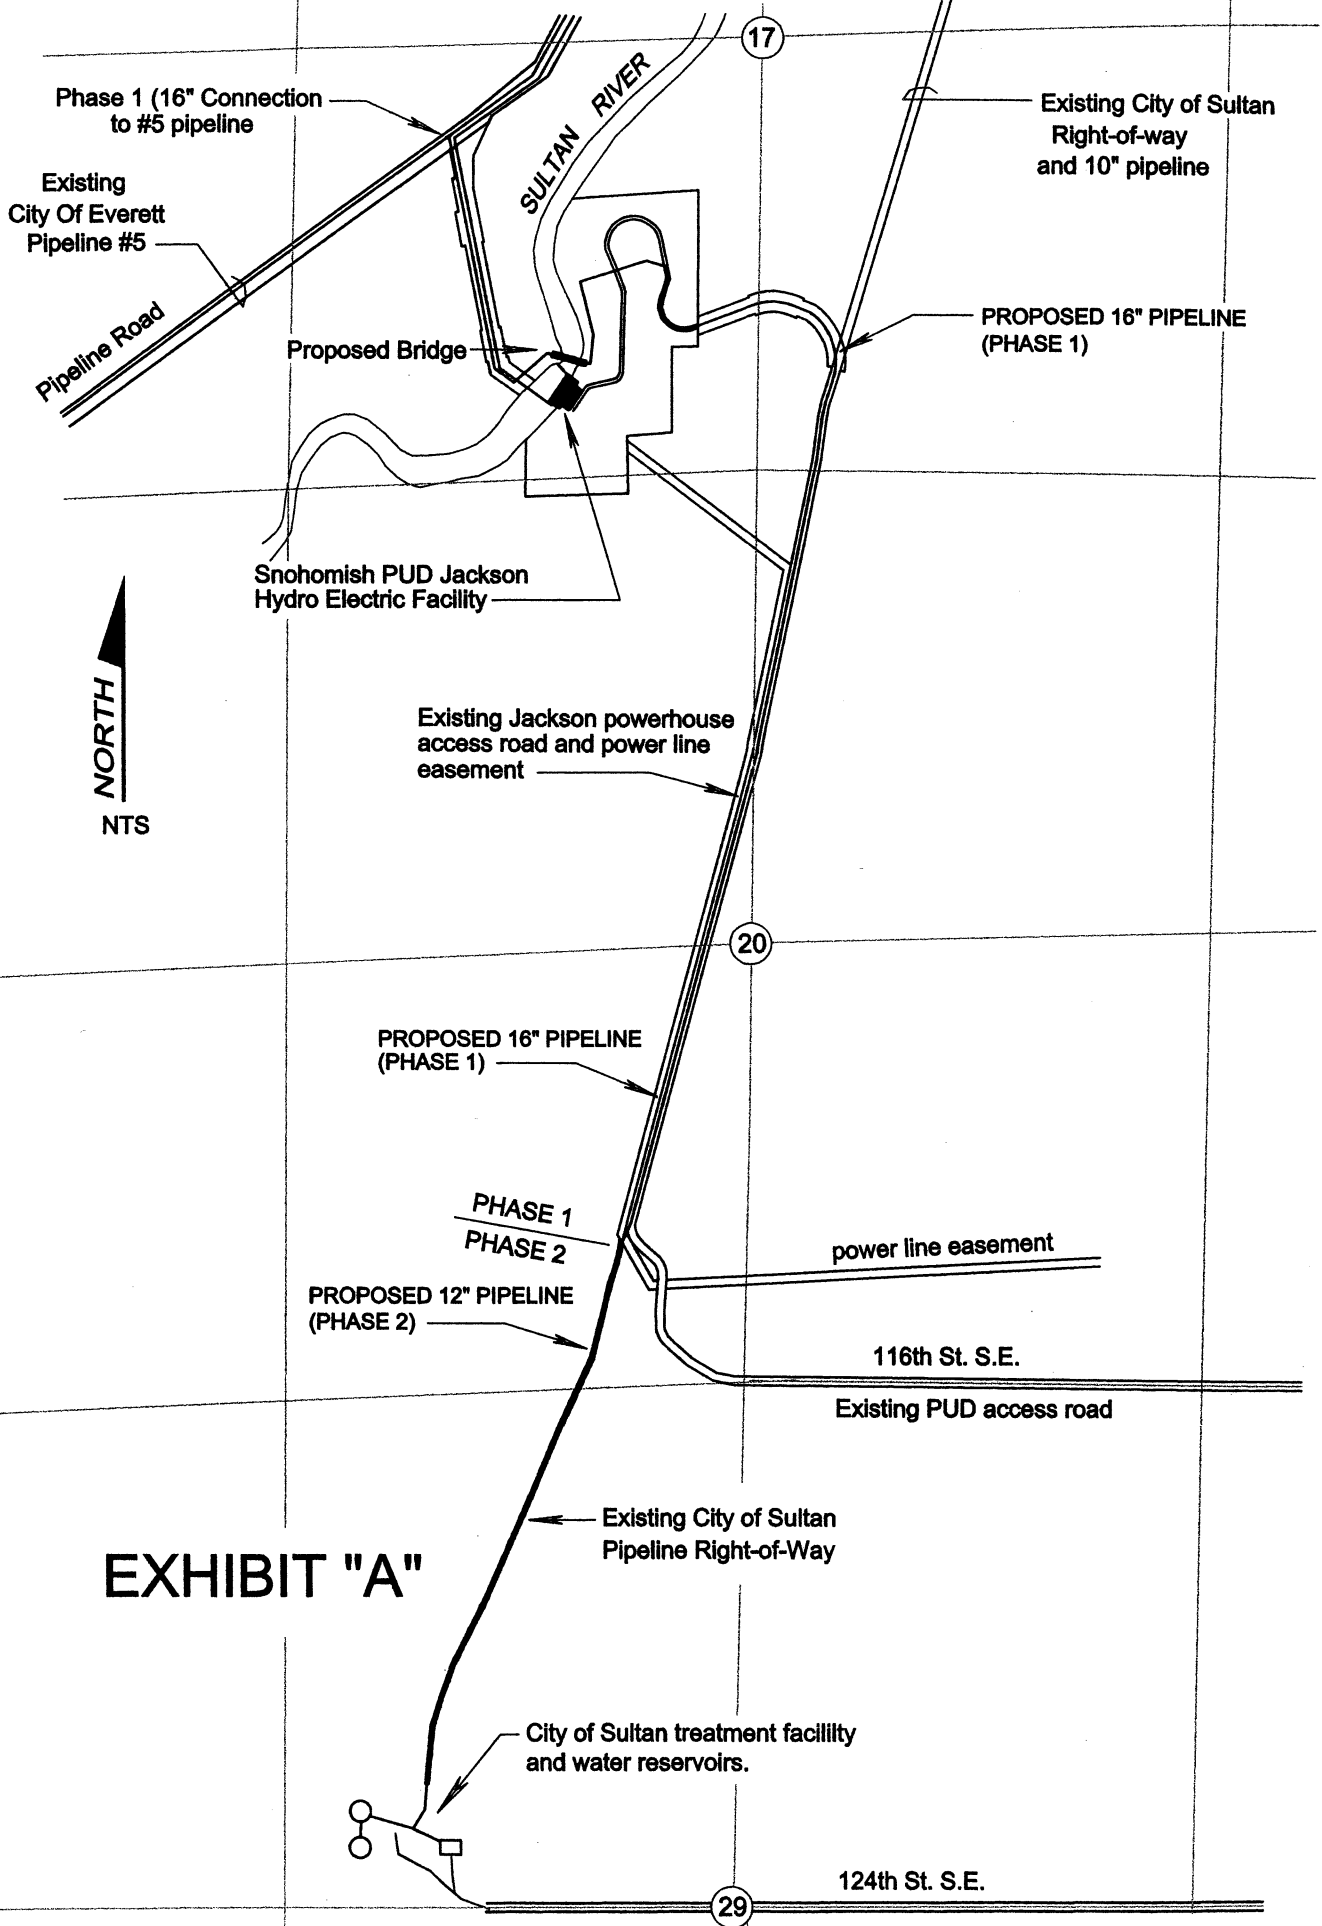 17
SULTAN RIVER
Phase 1 (16" Connection
to #5 pipeline
Existing City of Sultan
Right-of-way
and 10" pipeline
Existing
City Of Everett
Pipeline #5
Pipeline Road
Proposed Bridge
PROPOSED 16" PIPELINE
(PHASE 1)
Snohomish PUD Jackson
Hydro Electric Facility
NORTH
NTS
Existing Jackson powerhouse
access road and power line
easement
20
PROPOSED 16" PIPELINE
(PHASE 1)
PHASE 1
PHASE 2
power line easement
PROPOSED 12" PIPELINE
(PHASE 2)
116th St. S.E.
Existing PUD access road
Existing City of Sultan
Pipeline Right-of-Way
EXHIBIT "A"
City of Sultan treatment facililty
and water reservoirs.
124th St. S.E.
29